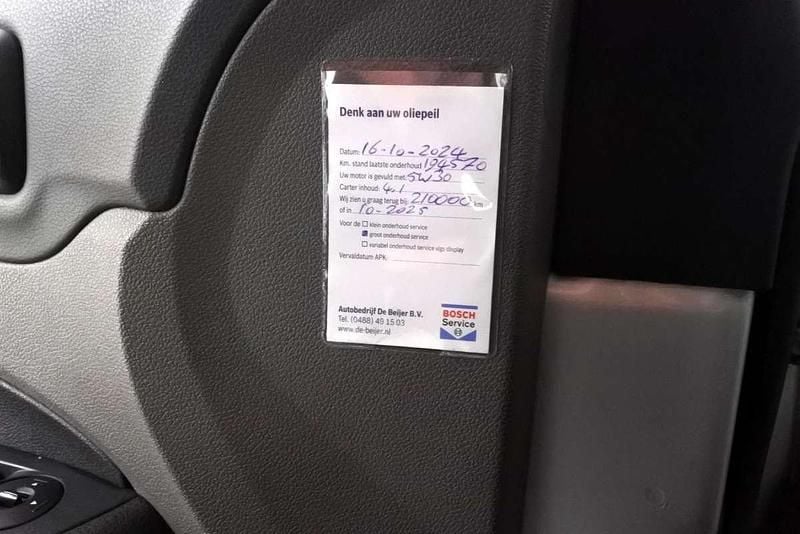 Denk aan uw oliepeil
Datum: 16-10-2024
Km. stand laatste onderhoud 194570
Uw motor is gevuld met: 5W30
Carter inhoud: 4.1
Wij zien u graag terug bij: 210000 km
of in 10-2025
Voor de klein onderhoud service
groot onderhoud service
variabel onderhoud service vlgs display
Vervaldatum APK:
Autobedrijf De Beijer B.V.
Tel. (0488) 49 15 03
www.de-beijer.nl
BOSCH
Service